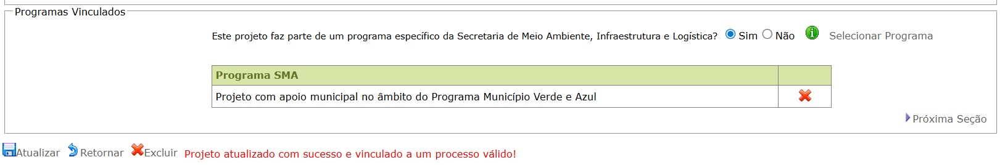 Programas Vinculados
Este projeto faz parte de um programa específico da Secretaria de Meio Ambiente, Infraestrutura e Logística? Sim Não Selecionar Programa
Programa SMA
Projeto com apoio municipal no âmbito do Programa Município Verde e Azul
Próxima Seção
Atualizar Retornar Excluir Projeto atualizado com sucesso e vinculado a um processo válido!